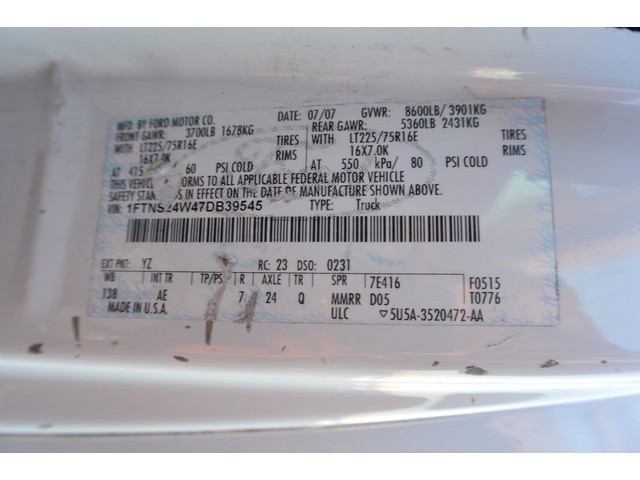 MFD. BY FORD MOTOR CO. DATE: 07/07 GVWR: 8600LB/ 3901KG
FRONT GAWR: 3700LB 1678KG REAR GAWR: 5360LB 2431KG
LT225/75R16E TIRES LT225/75R16E TIRES
WITH 16X7.0K RIMS WITH 16X7.0K RIMS
AT 415 60 PSI COLD AT 550 kPa/ 80 PSI COLD
THIS VEHICLE ORMS TO ALL APPLICABLE FEDERAL MOTOR VEHICLE
SAFETY STAN S IN EFFECT ON THE DATE OF MANUFACTURE SHOWN ABOVE.
VIN: 1FTNS24W47DB39545 TYPE: Truck
EXT PNT: YZ RC: 23 DSO: 0231
WB INT TR TP/PS R AXLE TR SPR 7E416 F0515
138 AE 7 24 Q MMRR D05 T0776
MADE IN U.S.A. ULC ▽5U5A-3520472-AA